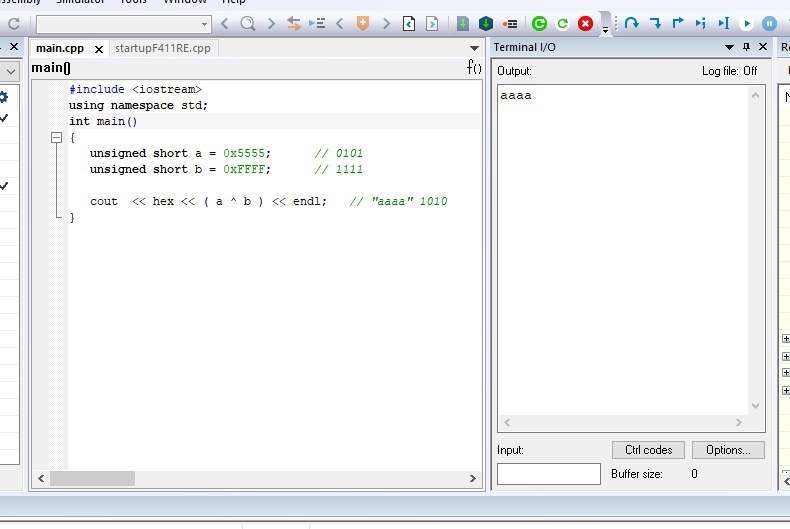 ssembly Simulator Tools Window Help
main.cpp startupF411RE.cpp
main() f()
#include <iostream>
using namespace std;
int main()
{
unsigned short a = 0x5555; // 0101
unsigned short b = 0xFFFF; // 1111
cout << hex << ( a ^ b ) << endl; // "aaaa" 1010
}
Terminal I/O
Output: Log file: Off
aaaa
Input: Ctrl codes Options...
Buffer size: 0